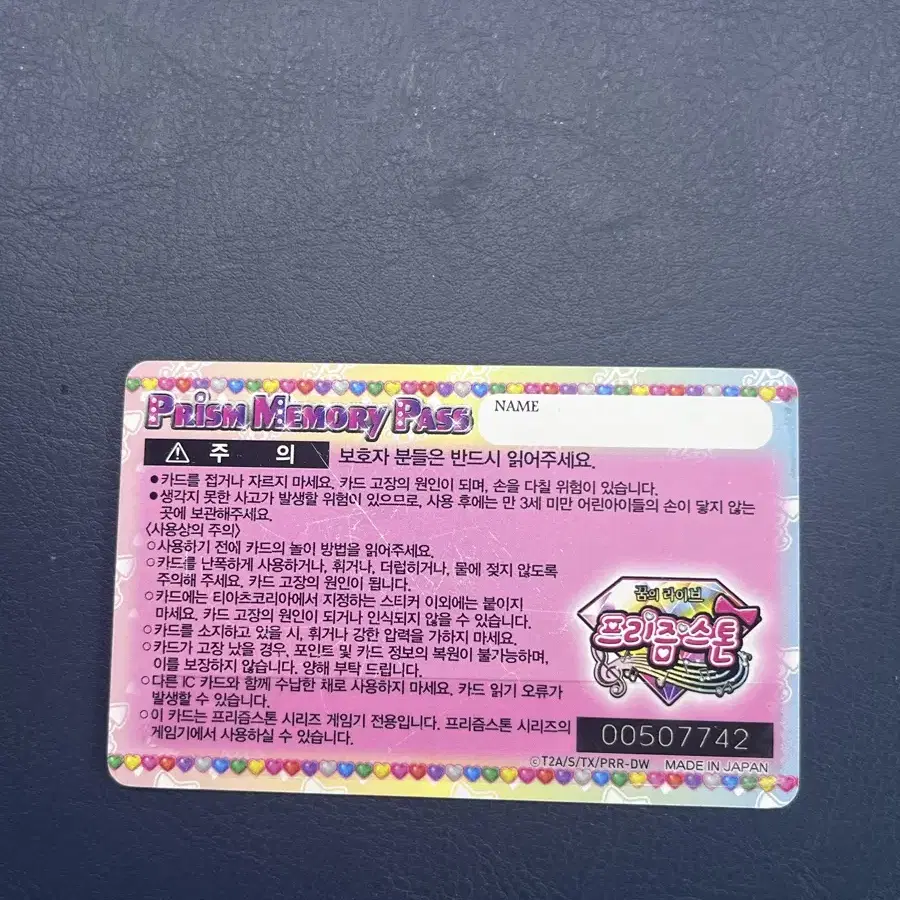 PRISM MEMORY PASS
NAME
⚠ 주 의
보호자 분들은 반드시 읽어주세요.
●카드를 접거나 자르지 마세요. 카드 고장의 원인이 되며, 손을 다칠 위험이 있습니다.
●생각지 못한 사고가 발생할 위험이 있으므로, 사용 후에는 만 3세 미만 어린아이들의 손이 닿지 않는
곳에 보관해주세요.
〈사용상의 주의〉
○사용하기 전에 카드의 놀이 방법을 읽어주세요.
○카드를 난폭하게 사용하거나, 휘거나, 더럽히거나, 물에 젖지 않도록
주의해 주세요. 카드 고장의 원인이 됩니다.
○카드에는 티아츠코리아에서 지정하는 스티커 이외에는 붙이지
마세요. 카드 고장의 원인이 되거나 인식되지 않을 수 있습니다.
○카드를 소지하고 있을 시, 휘거나 강한 압력을 가하지 마세요.
○카드가 고장 났을 경우, 포인트 및 카드 정보의 복원이 불가능하며,
이를 보장하지 않습니다. 양해 부탁 드립니다.
○다른 IC 카드와 함께 수납한 채로 사용하지 마세요. 카드 읽기 오류가
발생할 수 있습니다.
○이 카드는 프리즘스톤 시리즈 게임기 전용입니다. 프리즘스톤 시리즈의
게임기에서 사용하실 수 있습니다.
꿈의 라이브
프리즘스톤
00507742
©T2A/S/TX/PRR-DW MADE IN JAPAN